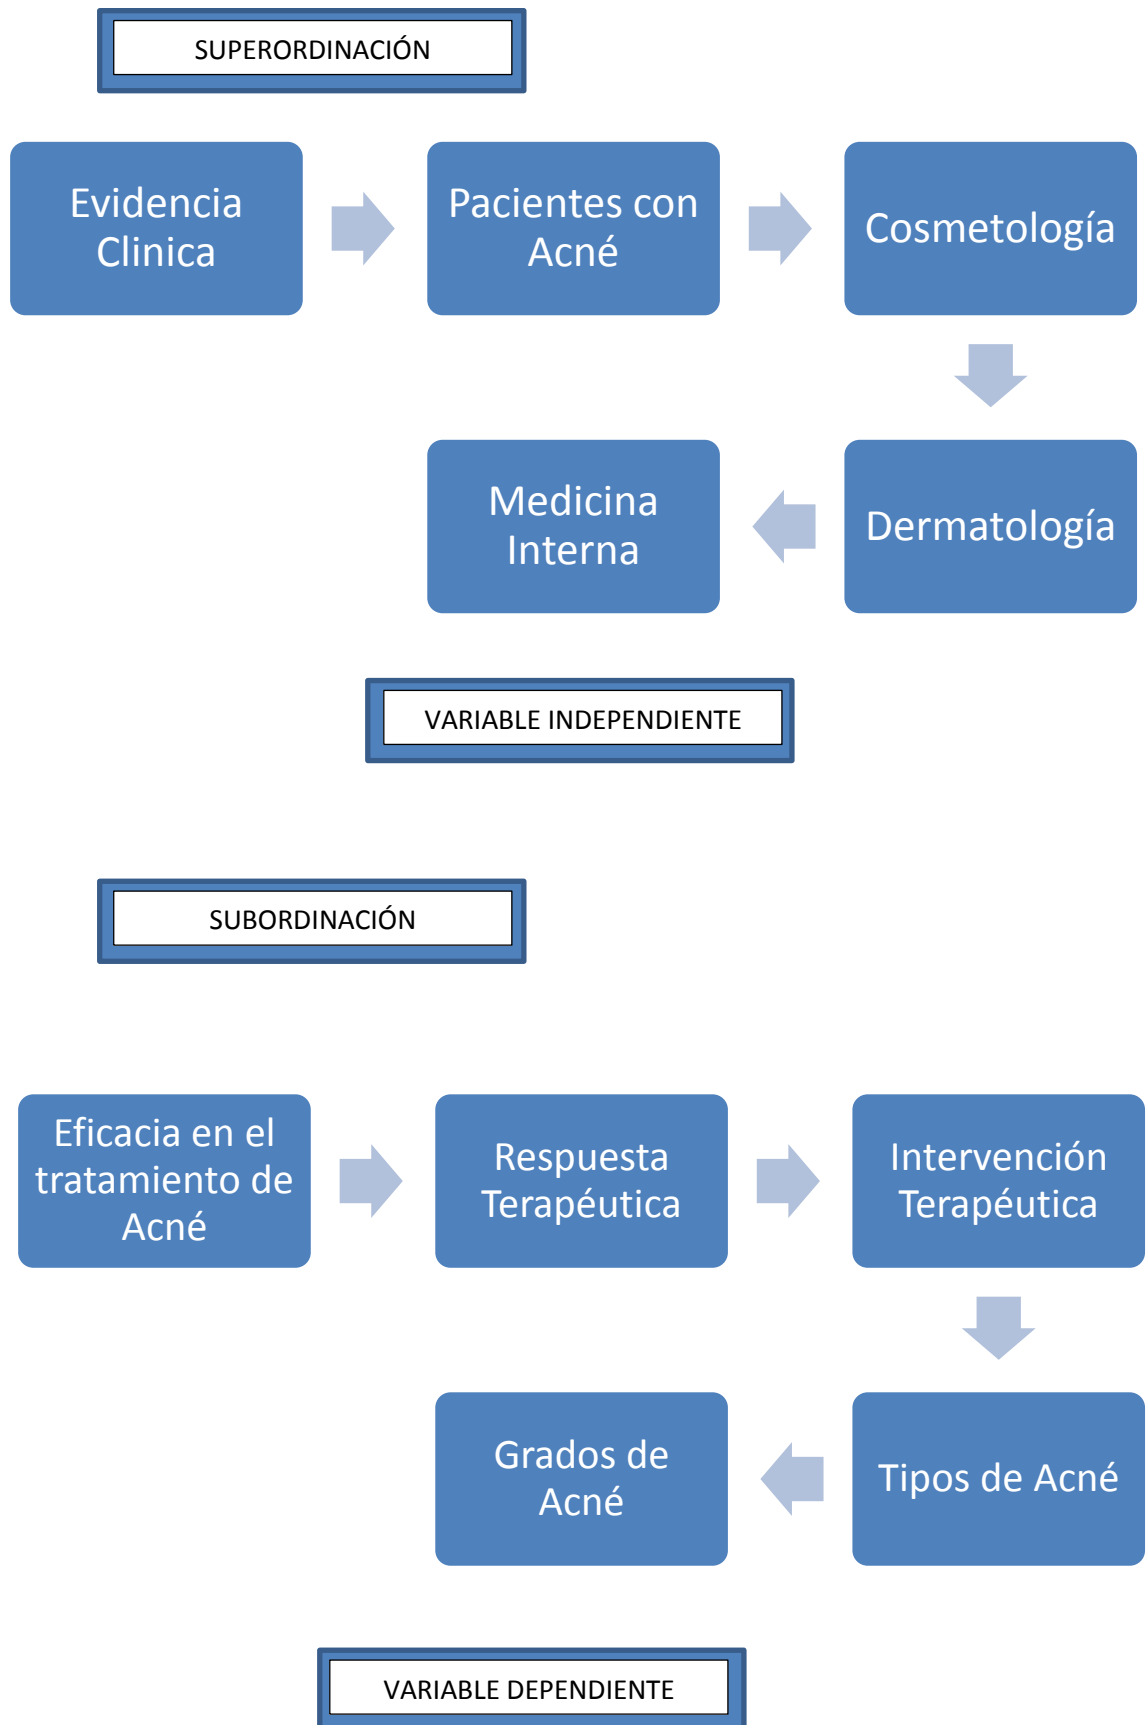 SUPERORDINACIÓN
Evidencia
Clinica
Pacientes con
Acné
Cosmetología
Medicina
Interna
Dermatología
VARIABLE INDEPENDIENTE
SUBORDINACIÓN
Eficacia en el
tratamiento de
Acné
Respuesta
Terapéutica
Intervención
Terapéutica
Grados de
Acné
Tipos de Acné
VARIABLE DEPENDIENTE